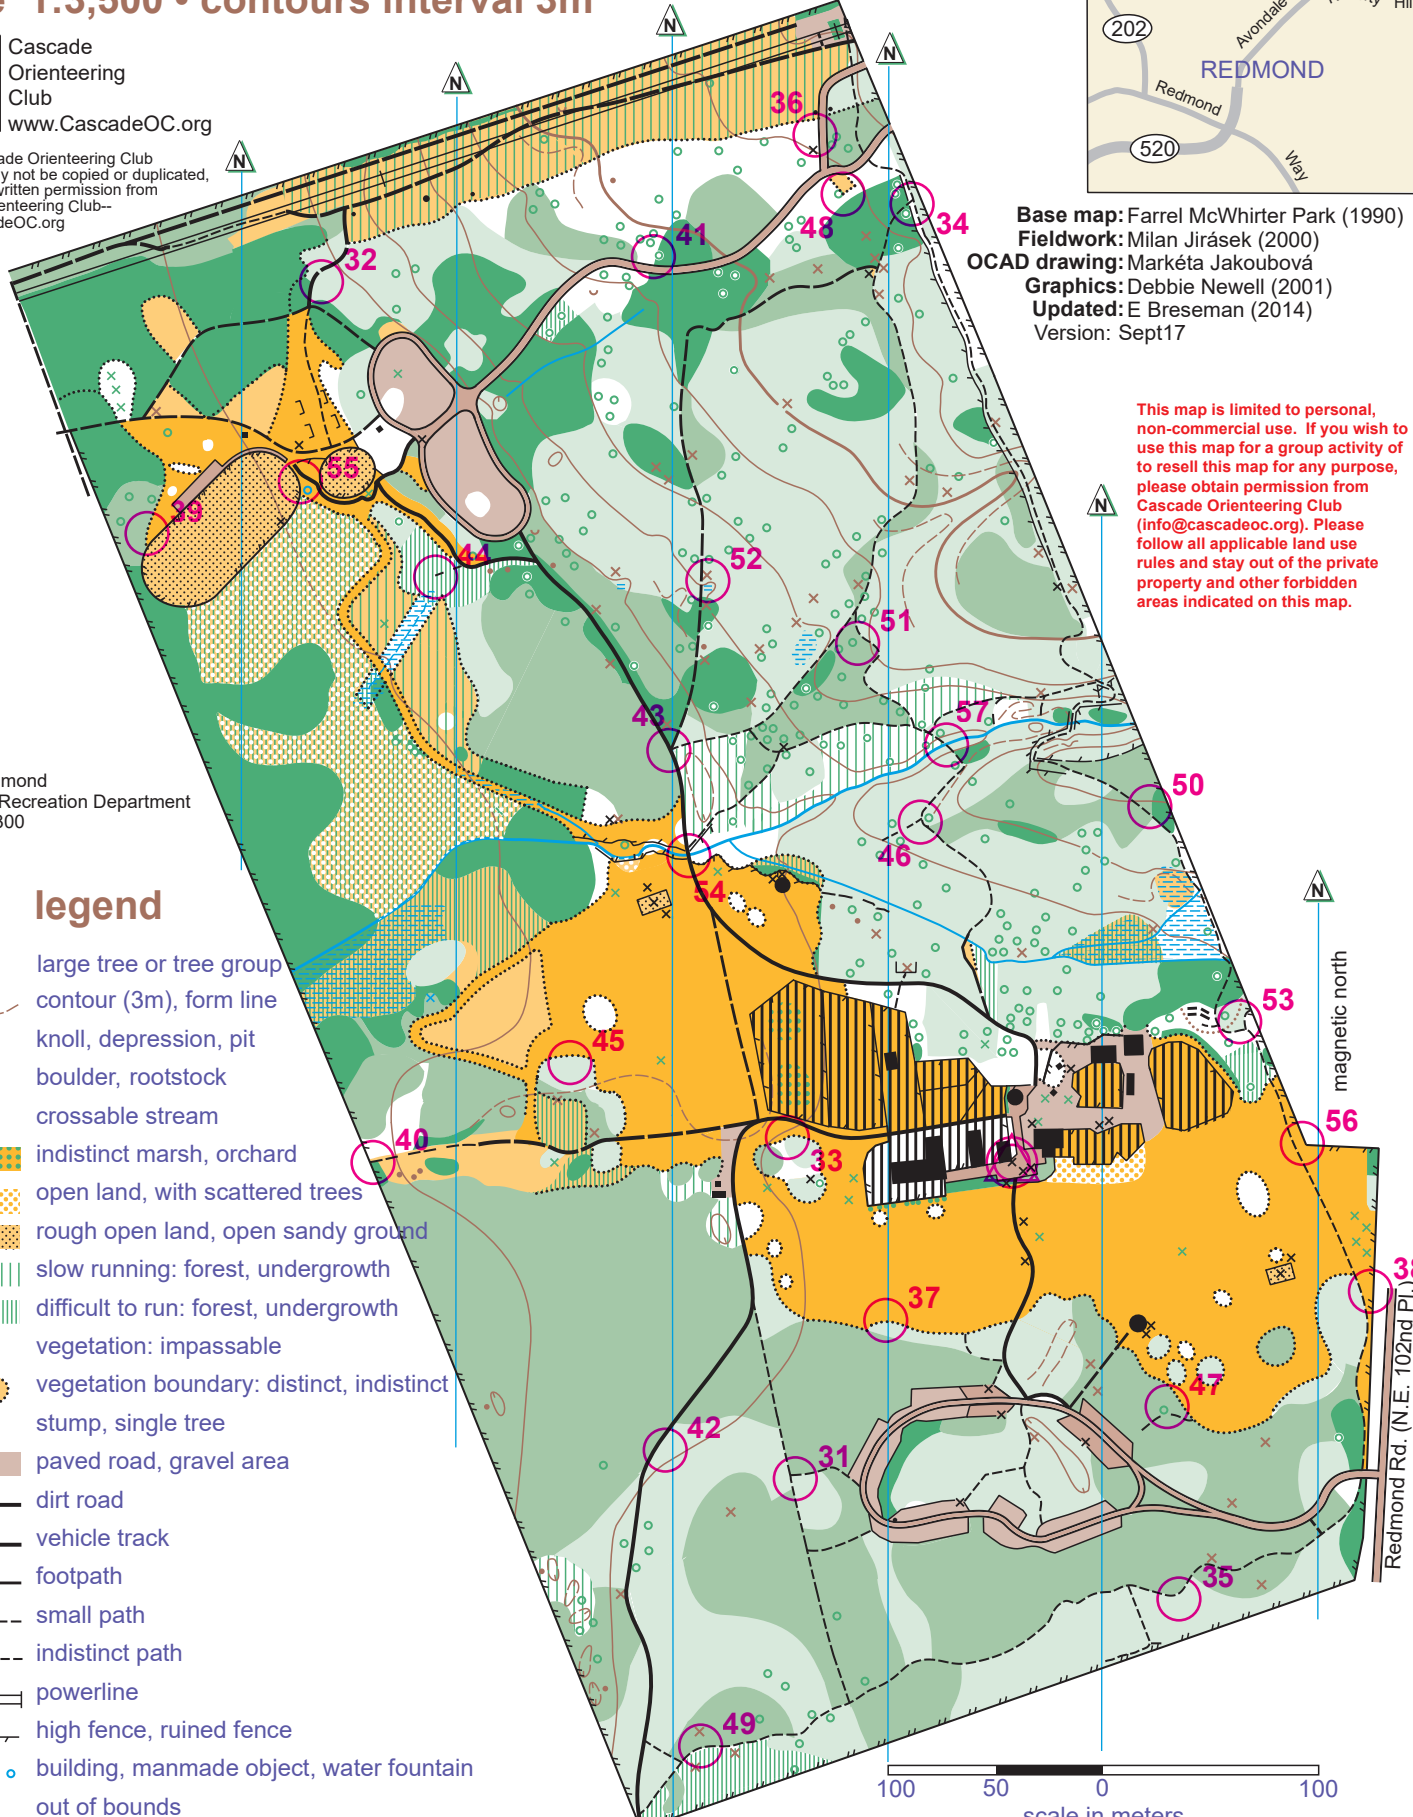 1:3,500 • contours interval 3m
Cascade
Orienteering
Club
www.CascadeOC.org
ade Orienteering Club
y not be copied or duplicated,
written permission from
enteering Club--
deOC.org
202
Avondale
REDMOND
Redmond
520
Way
Base map: Farrel McWhirter Park (1990)
Fieldwork: Milan Jirásek (2000)
OCAD drawing: Markéta Jakoubová
Graphics: Debbie Newell (2001)
Updated: E Breseman (2014)
Version: Sept17
This map is limited to personal,
non-commercial use. If you wish to
use this map for a group activity of
to resell this map for any purpose,
please obtain permission from
Cascade Orienteering Club
(info@cascadeoc.org). Please
follow all applicable land use
rules and stay out of the private
property and other forbidden
areas indicated on this map.
N
N
N
N
N
N
36
48
34
41
32
55
39
44
52
51
43
57
50
46
54
53
45
56
40
33
38
37
47
42
31
35
49
mond
Recreation Department
300
legend
large tree or tree group
contour (3m), form line
knoll, depression, pit
boulder, rootstock
crossable stream
indistinct marsh, orchard
open land, with scattered trees
rough open land, open sandy ground
slow running: forest, undergrowth
difficult to run: forest, undergrowth
vegetation: impassable
vegetation boundary: distinct, indistinct
stump, single tree
paved road, gravel area
dirt road
vehicle track
footpath
small path
indistinct path
powerline
high fence, ruined fence
building, manmade object, water fountain
out of bounds
magnetic north
Redmond Rd. (N.E. 102nd Pl.)
100 50 0 100
scale in meters